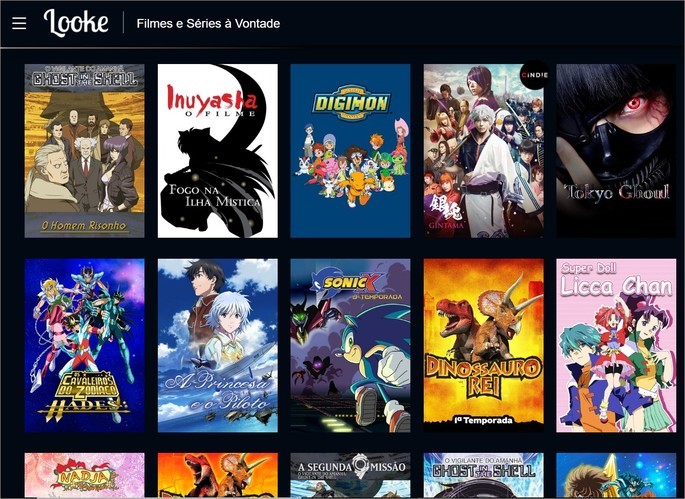 Looke
Filmes e Séries à Vontade
O VIGILANTE DO AMANHÃ
GHOST IN THE SHELL
O Homem Risonho
Inuyasha
O FILME
FOGO NA
ILHA MÍSTICA
DIGIMON
CINDIE
銀魂
GINTAMA
Tokyo Ghoul
OS
CAVALEIROS
DO ZODÍACO
HADES
A Princesa
e o Piloto
SONIC X
3ª TEMPORADA
DINOSSAURO
REI
1ª Temporada
Super Doll
Licca Chan
NADJA
A SEGUNDA MISSÃO
O VIGILANTE DO AMANHÃ
GHOST IN THE SHELL